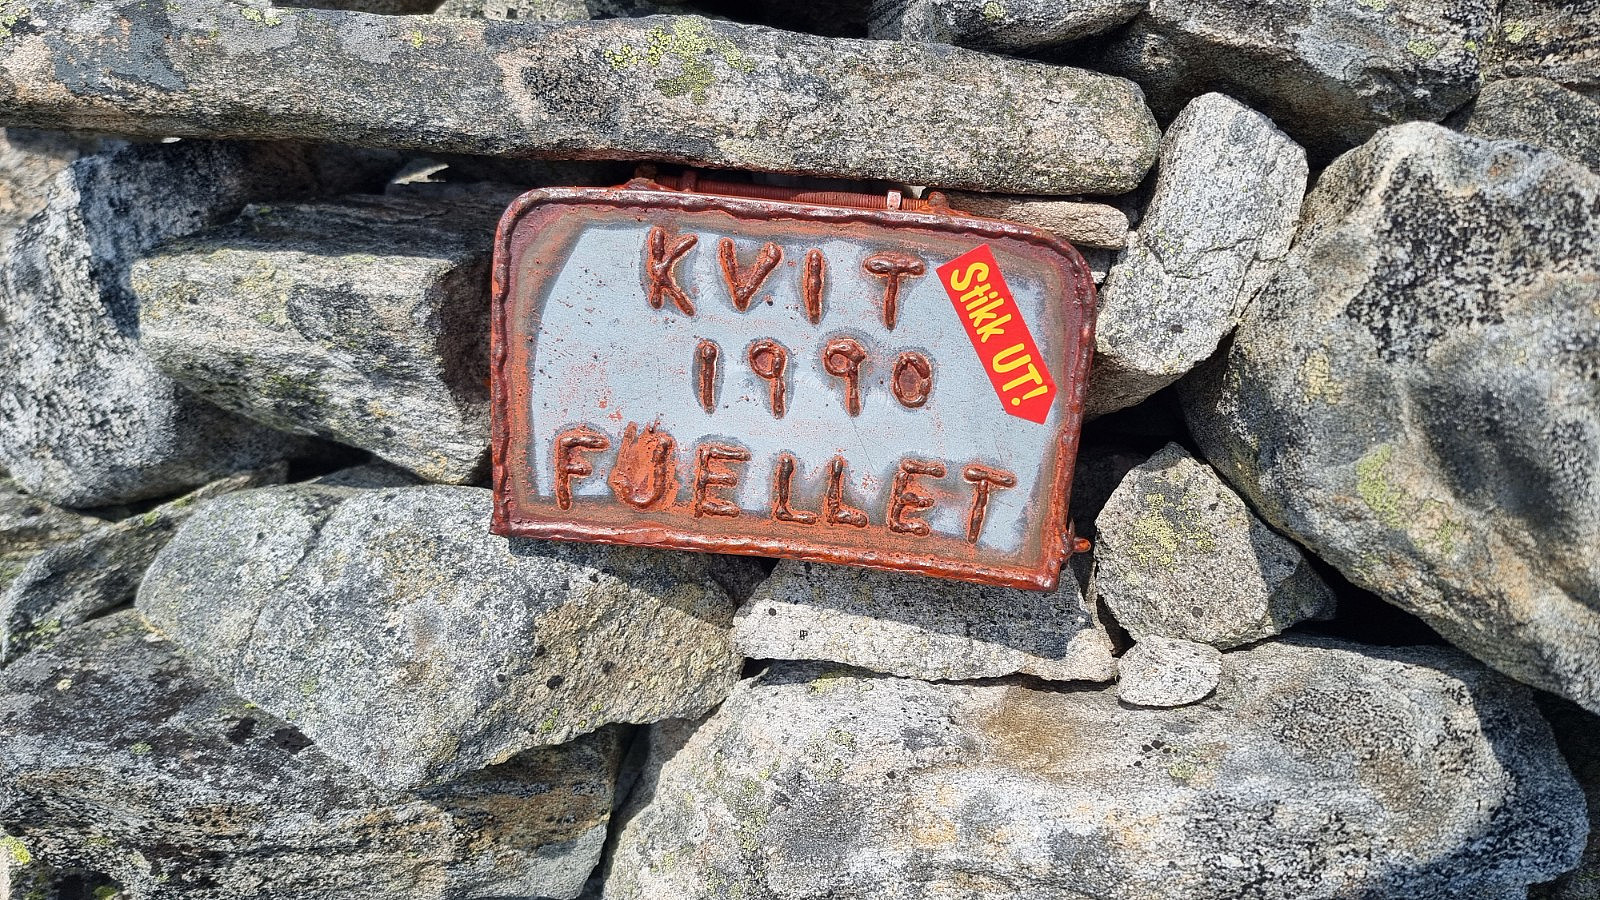 KVIT
1990
FJELLET
Stikk UT!